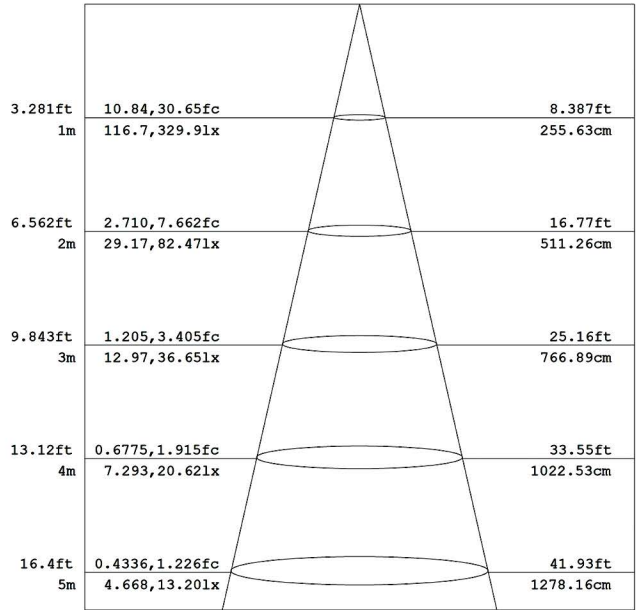 3.281ft 10.84,30.65fc 8.387ft
1m 116.7,329.9lx 255.63cm
6.562ft 2.710,7.662fc 16.77ft
2m 29.17,82.47lx 511.26cm
9.843ft 1.205,3.405fc 25.16ft
3m 12.97,36.65lx 766.89cm
13.12ft 0.6775,1.915fc 33.55ft
4m 7.293,20.62lx 1022.53cm
16.4ft 0.4336,1.226fc 41.93ft
5m 4.668,13.20lx 1278.16cm